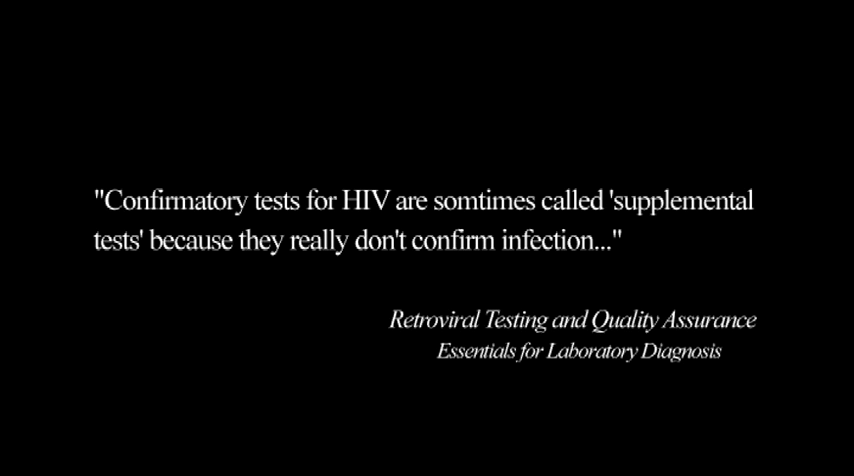 "Confirmatory tests for HIV are somtimes called 'supplemental
tests' because they really don't confirm infection..."
Retroviral Testing and Quality Assurance
Essentials for Laboratory Diagnosis